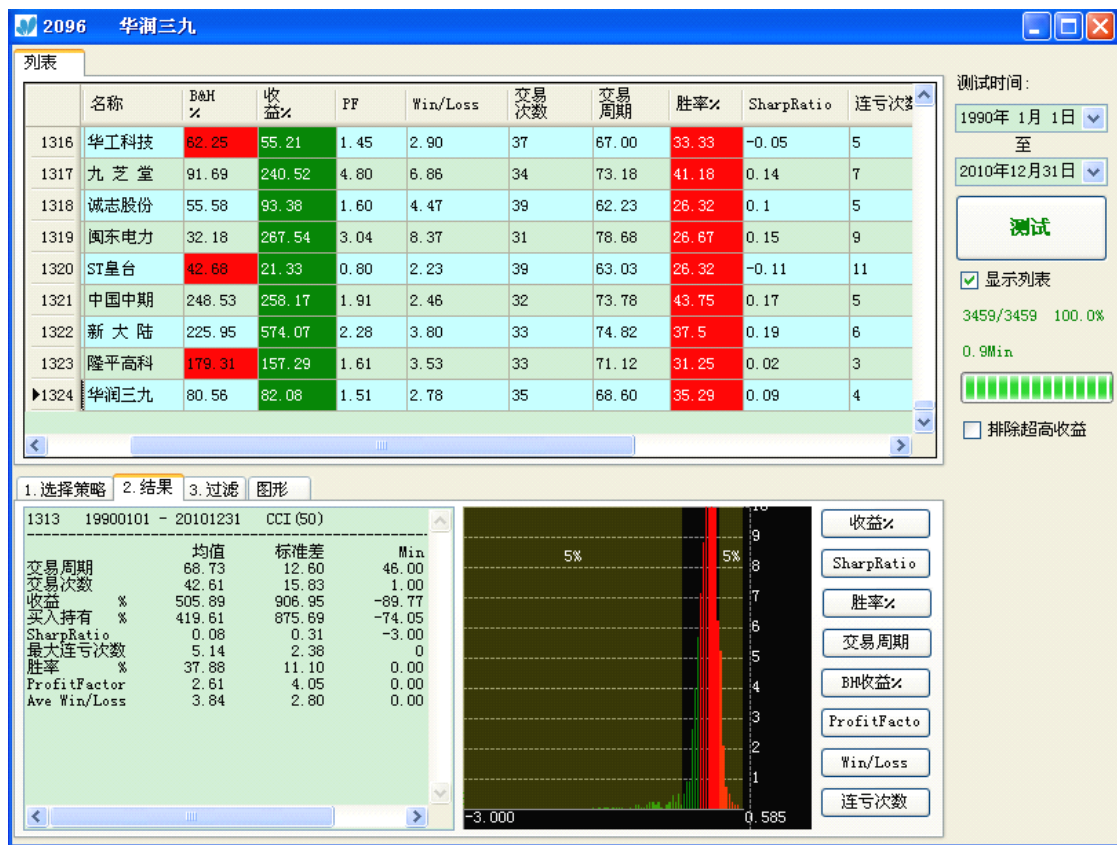 2096 华润三九
列表
名称 B&H % 收益% PF Win/Loss 交易次数 交易周期 胜率% SharpRatio 连亏次数
1316 华工科技 62.25 55.21 1.45 2.90 37 67.00 33.33 -0.05 5
1317 九 芝 堂 91.69 240.52 4.80 6.86 34 73.18 41.18 0.14 7
1318 诚志股份 55.58 93.38 1.60 4.47 39 62.23 26.32 0.1 5
1319 闽东电力 32.18 267.54 3.04 8.37 31 78.68 26.67 0.15 9
1320 ST皇台 42.68 21.33 0.80 2.23 39 63.03 26.32 -0.11 11
1321 中国中期 248.53 258.17 1.91 2.46 32 73.78 43.75 0.17 5
1322 新 大 陆 225.95 574.07 2.28 3.80 33 74.82 37.5 0.19 6
1323 隆平高科 179.31 157.29 1.61 3.53 33 71.12 31.25 0.02 3
1324 华润三九 80.56 82.08 1.51 2.78 35 68.60 35.29 0.09 4
测试时间:
1990年 1月 1日
至
2010年12月31日
测试
显示列表
3459/3459 100.0%
0.9Min
排除超高收益
1.选择策略 2.结果 3.过滤 图形
1313 19900101 - 20101231 CCI(50)
均值 标准差 Min
交易周期 68.73 12.60 46.00
交易次数 42.61 15.83 1.00
收益 % 505.89 906.95 -89.77
买入持有 % 419.61 875.69 -74.05
SharpRatio 0.08 0.31 -3.00
最大连亏次数 5.14 2.38 0
胜率 % 37.88 11.10 0.00
ProfitFactor 2.61 4.05 0.00
Ave Win/Loss 3.84 2.80 0.00
5% 5%
10
9
8
7
6
5
4
3
2
1
-3.000 0.585
收益%
SharpRatio
胜率%
交易周期
BH收益%
ProfitFacto
Win/Loss
连亏次数